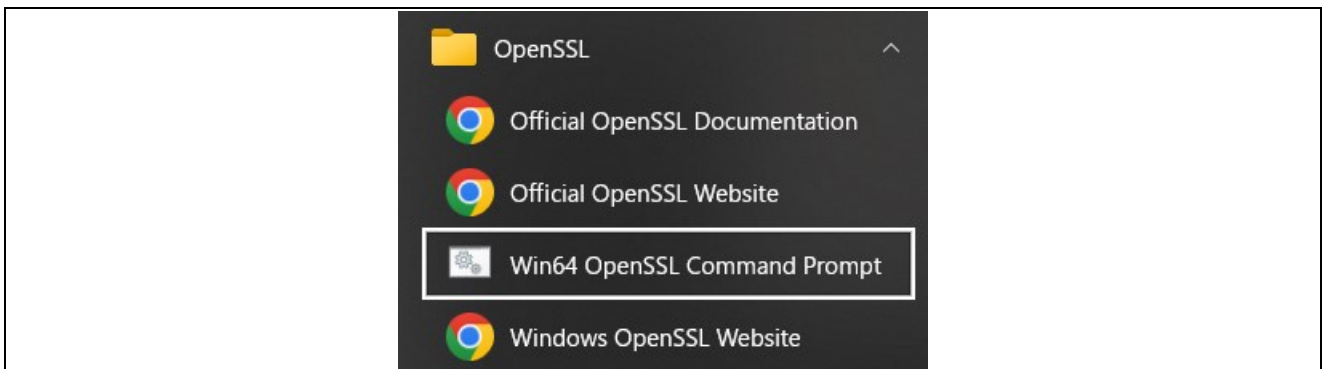 OpenSSL
Official OpenSSL Documentation
Official OpenSSL Website
Win64 OpenSSL Command Prompt
Windows OpenSSL Website